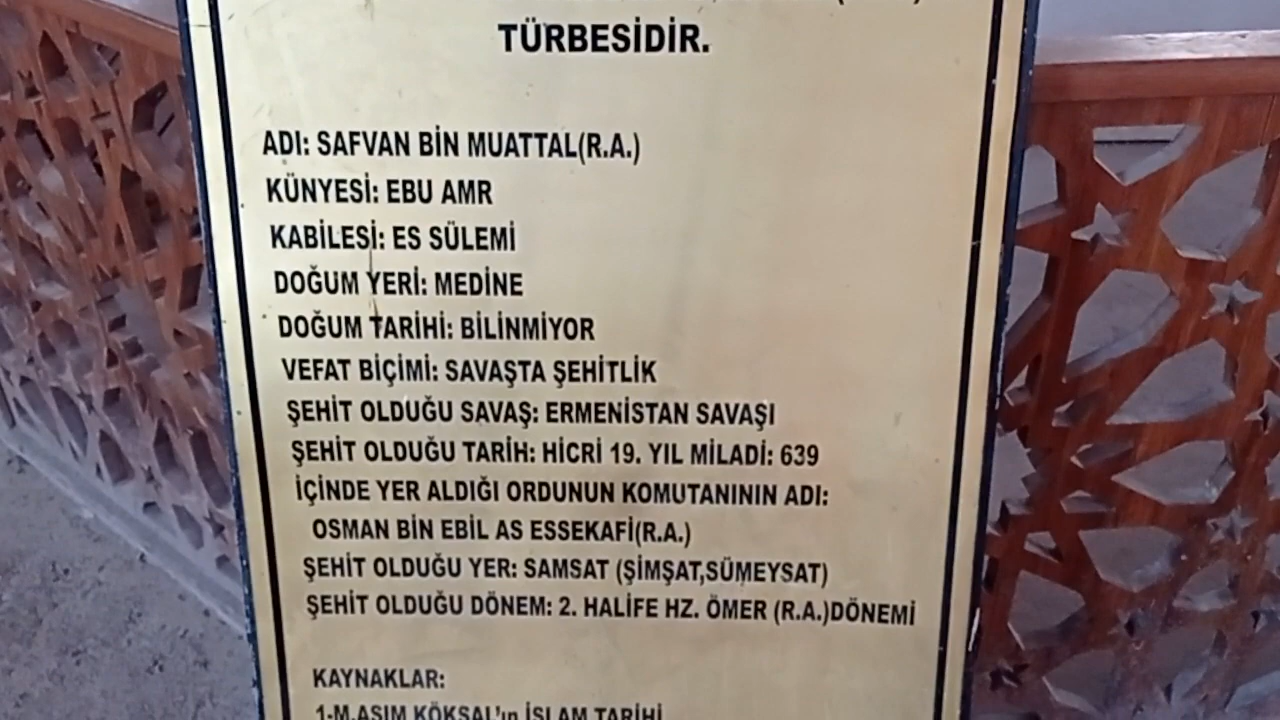 TÜRBESİDİR.
ADI: SAFVAN BİN MUATTAL(R.A.)
KÜNYESİ: EBU AMR
KABİLESİ: ES SÜLEMİ
DOĞUM YERİ: MEDİNE
DOĞUM TARİHİ: BİLİNMİYOR
VEFAT BİÇİMİ: SAVAŞTA ŞEHİTLİK
ŞEHİT OLDUĞU SAVAŞ: ERMENİSTAN SAVAŞI
ŞEHİT OLDUĞU TARİH: HİCRİ 19. YIL MİLADİ: 639
İÇİNDE YER ALDIĞI ORDUNUN KOMUTANININ ADI:
OSMAN BİN EBİL AS ESSEKAFİ(R.A.)
ŞEHİT OLDUĞU YER: SAMSAT (ŞİMŞAT,SÜMEYSAT)
ŞEHİT OLDUĞU DÖNEM: 2. HALİFE HZ. ÖMER (R.A.)DÖNEMİ
KAYNAKLAR:
1-M.ASIM KÖKSAL'ın İSLAM TARİHİ